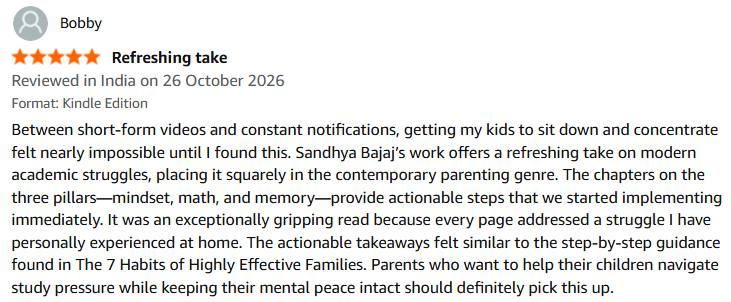 Bobby
Refreshing take
Reviewed in India on 26 October 2026
Format: Kindle Edition
Between short-form videos and constant notifications, getting my kids to sit down and concentrate
felt nearly impossible until I found this. Sandhya Bajaj’s work offers a refreshing take on modern
academic struggles, placing it squarely in the contemporary parenting genre. The chapters on the
three pillars—mindset, math, and memory—provide actionable steps that we started implementing
immediately. It was an exceptionally gripping read because every page addressed a struggle I have
personally experienced at home. The actionable takeaways felt similar to the step-by-step guidance
found in The 7 Habits of Highly Effective Families. Parents who want to help their children navigate
study pressure while keeping their mental peace intact should definitely pick this up.